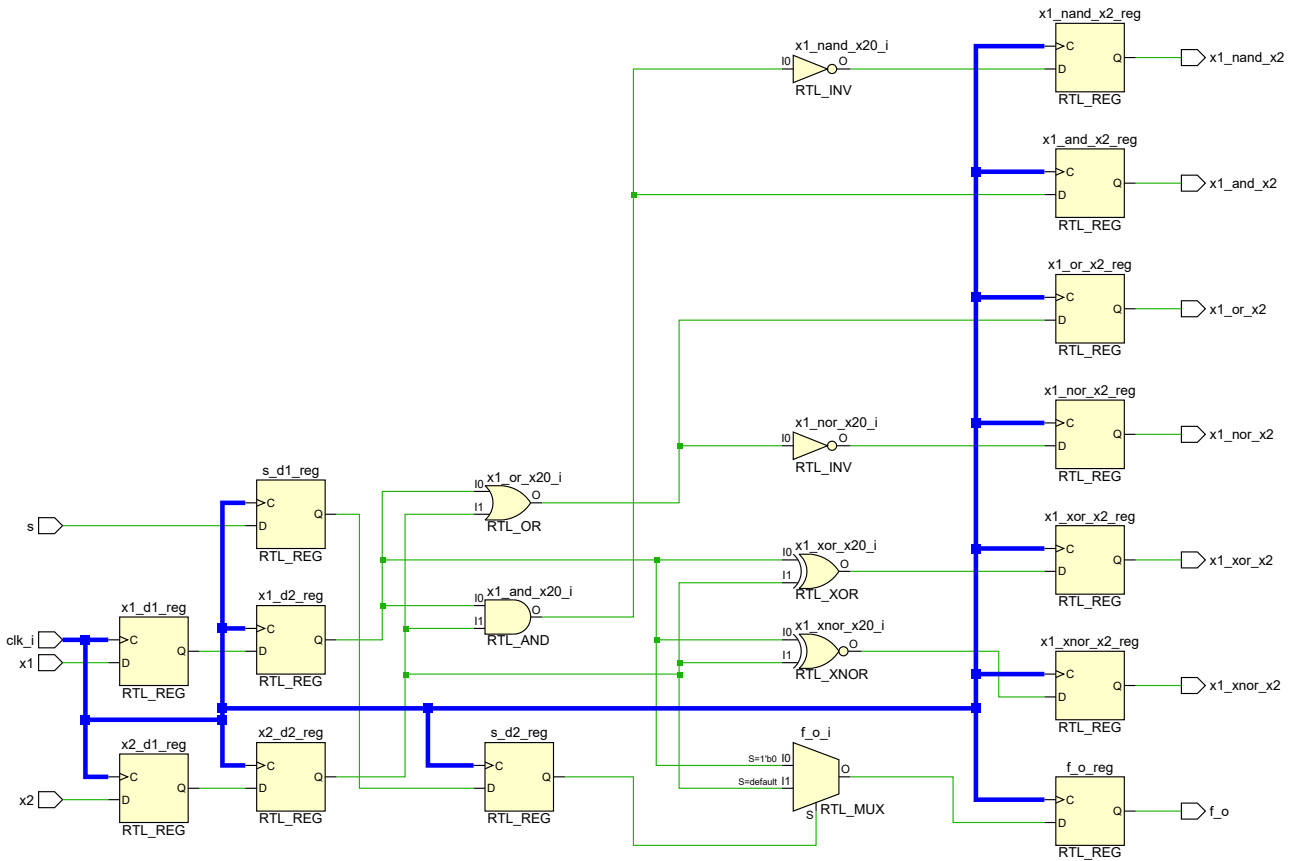 x1_nand_x2_reg
x1_nand_x20_i
C
I0
O
Q
x1_nand_x2
D
RTL_INV
RTL_REG
x1_and_x2_reg
C
Q
x1_and_x2
D
RTL_REG
x1_or_x2_reg
C
Q
x1_or_x2
D
RTL_REG
x1_nor_x2_reg
x1_nor_x20_i
C
I0
O
Q
x1_nor_x2
D
RTL_INV
RTL_REG
s_d1_reg
x1_or_x20_i
I0
O
I1
RTL_OR
C
Q
s
D
RTL_REG
x1_xor_x2_reg
x1_xor_x20_i
I0
O
I1
RTL_XOR
C
Q
x1_xor_x2
D
RTL_REG
x1_and_x20_i
I0
O
I1
RTL_AND
x1_d1_reg
x1_d2_reg
clk_i
C
x1
D
Q
RTL_REG
C
Q
D
RTL_REG
x1_xnor_x20_i
I0
O
I1
RTL_XNOR
x1_xnor_x2_reg
C
Q
x1_xnor_x2
D
RTL_REG
x2_d1_reg
C
Q
x2
D
RTL_REG
x2_d2_reg
C
Q
D
RTL_REG
s_d2_reg
C
Q
D
RTL_REG
f_o_i
S=1'b0 I0
O
S=default I1
S
RTL_MUX
f_o_reg
C
Q
f_o
D
RTL_REG